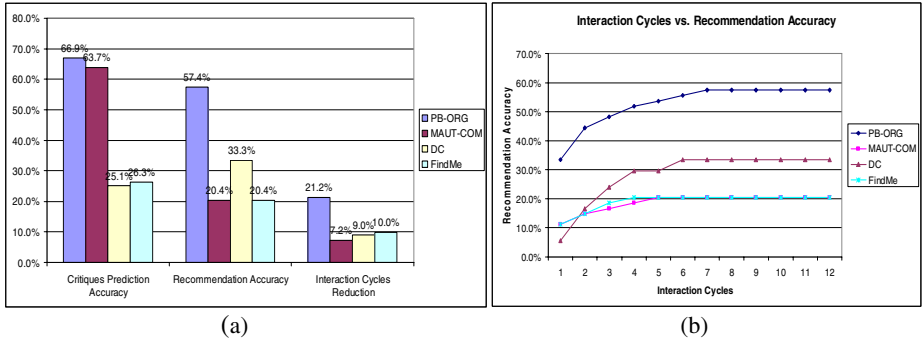 80.0%
70.0%
60.0%
50.0%
40.0%
30.0%
20.0%
10.0%
0.0%
66.9%
63.7%
25.1%
26.3%
57.4%
20.4%
33.3%
20.4%
21.2%
7.2%
9.0%
10.0%
Critiques Prediction
Accuracy
Recommendation Accuracy
Interaction Cycles
Reduction
PB-ORG
MAUT-COM
DC
FindMe
(a)
Interaction Cycles vs. Recommendation Accuracy
Recommendation Accuracy
70.0%
60.0%
50.0%
40.0%
30.0%
20.0%
10.0%
0.0%
1 2 3 4 5 6 7 8 9 10 11 12
Interaction Cycles
PB-ORG
MAUT-COM
DC
FindMe
(b)